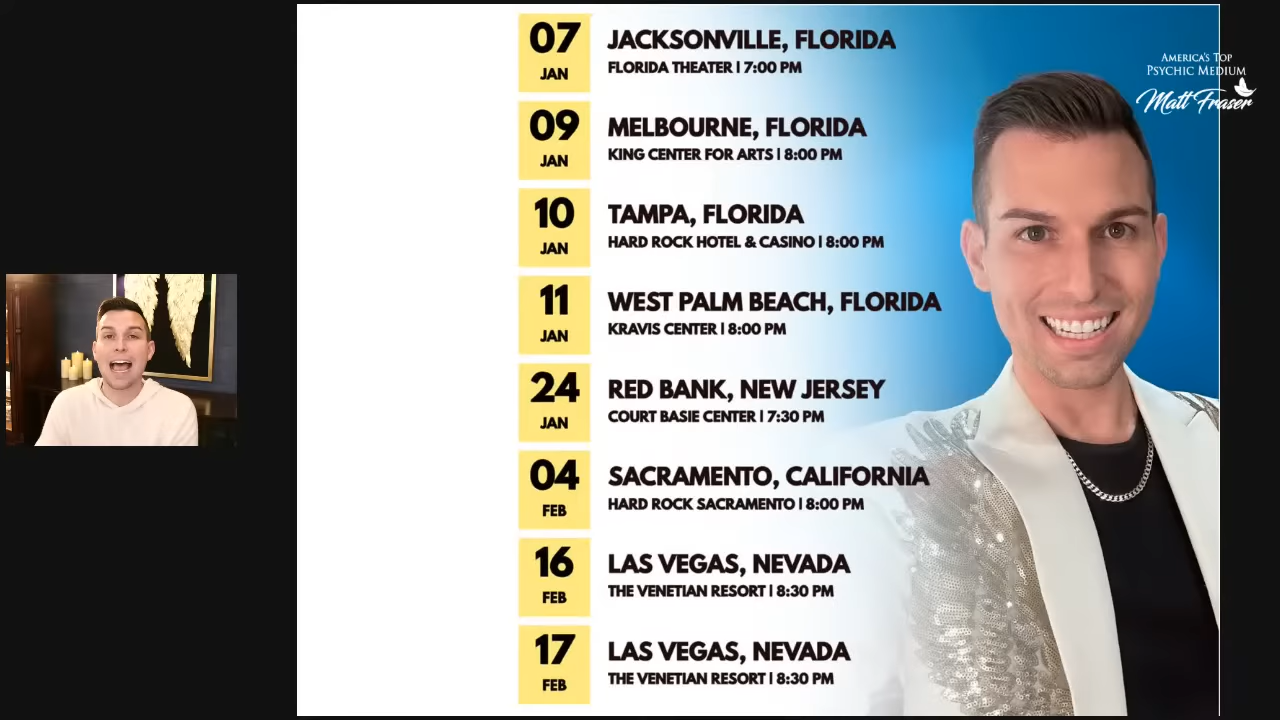 07
JAN
JACKSONVILLE, FLORIDA
FLORIDA THEATER | 7:00 PM
09
JAN
MELBOURNE, FLORIDA
KING CENTER FOR ARTS | 8:00 PM
10
JAN
TAMPA, FLORIDA
HARD ROCK HOTEL & CASINO | 8:00 PM
11
JAN
WEST PALM BEACH, FLORIDA
KRAVIS CENTER | 8:00 PM
24
JAN
RED BANK, NEW JERSEY
COURT BASIE CENTER | 7:30 PM
04
FEB
SACRAMENTO, CALIFORNIA
HARD ROCK SACRAMENTO | 8:00 PM
16
FEB
LAS VEGAS, NEVADA
THE VENETIAN RESORT | 8:30 PM
17
FEB
LAS VEGAS, NEVADA
THE VENETIAN RESORT | 8:30 PM
AMERICA'S TOP
PSYCHIC MEDIUM
Matt Fraser